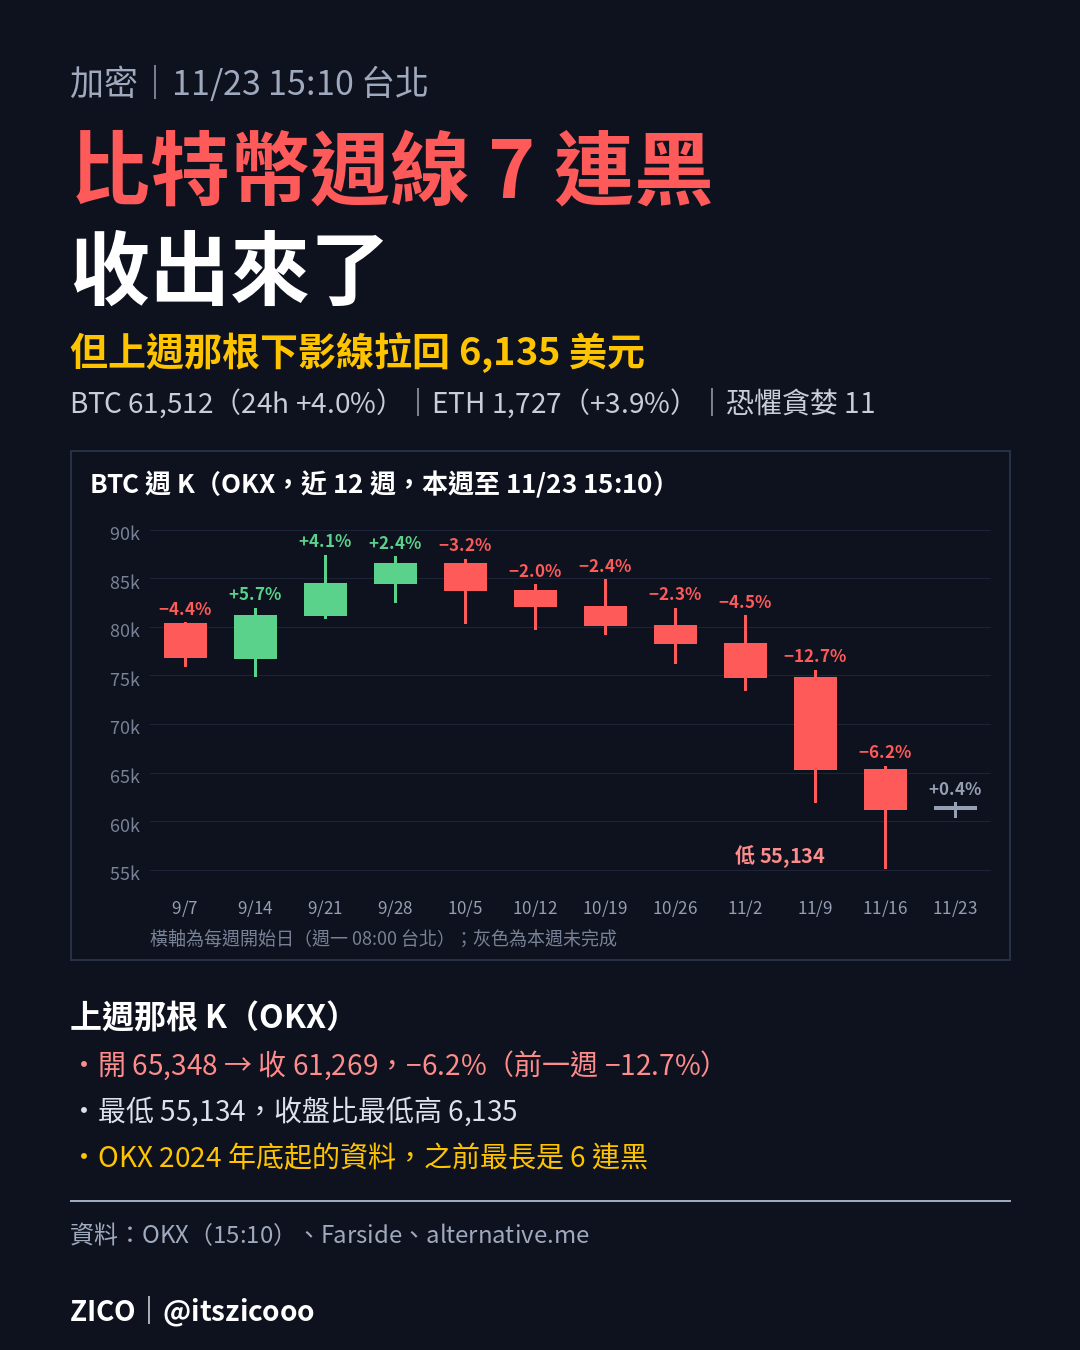 加密｜11/23 15:10 台北
比特幣週線 7 連黑
收出來了
但上週那根下影線拉回 6,135 美元
BTC 61,512（24h +4.0%）｜ETH 1,727（+3.9%）｜恐懼貪婪 11
BTC 週 K（OKX，近 12 週，本週至 11/23 15:10）
90k
85k
80k
75k
70k
65k
60k
55k
−4.4%
+5.7%
+4.1%
+2.4%
−3.2%
−2.0%
−2.4%
−2.3%
−4.5%
−12.7%
−6.2%
+0.4%
低 55,134
9/7 9/14 9/21 9/28 10/5 10/12 10/19 10/26 11/2 11/9 11/16 11/23
橫軸為每週開始日（週一 08:00 台北）；灰色為本週未完成
上週那根 K（OKX）
・開 65,348 → 收 61,269，−6.2%（前一週 −12.7%）
・最低 55,134，收盤比最低高 6,135
・OKX 2024 年底起的資料，之前最長是 6 連黑
資料：OKX（15:10）、Farside、alternative.me
ZICO｜@itszicooo